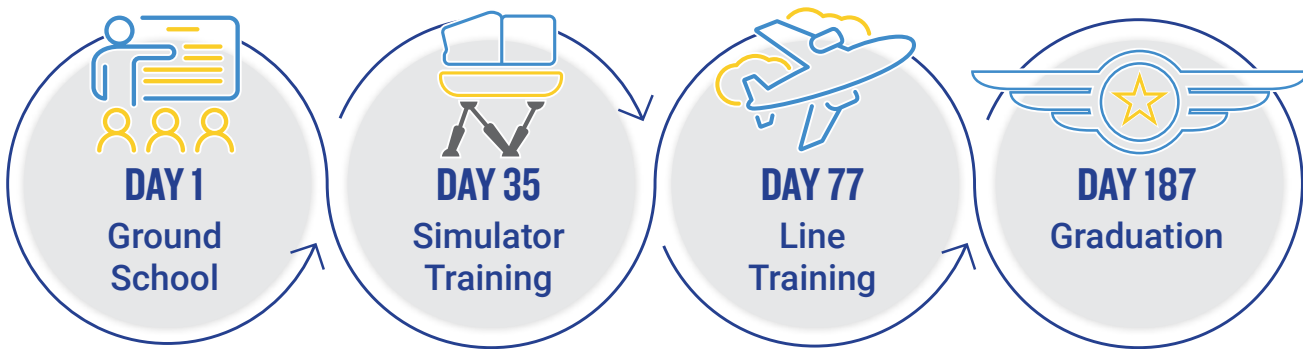 DAY 1
Ground
School
DAY 35
Simulator
Training
DAY 77
Line
Training
DAY 187
Graduation